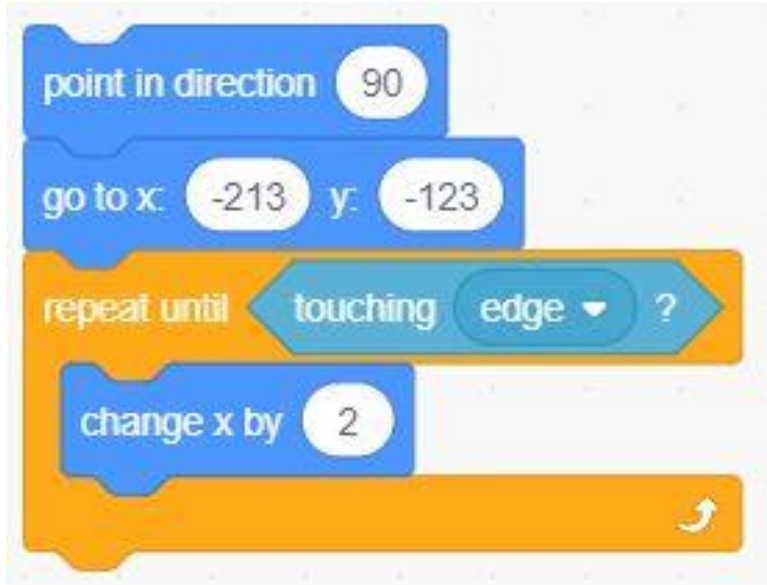 point in direction 90
go to x: -213 y: -123
repeat until touching edge ?
change x by 2